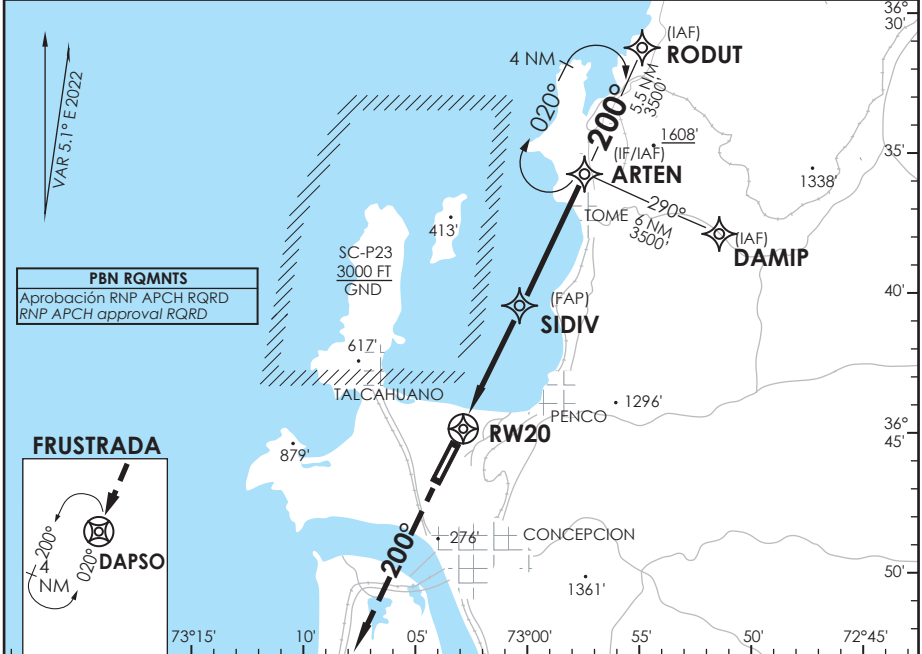 VAR 5.1° E 2022
36°
30'
(IAF)
RODUT
4 NM
020°
200°
5.5 NM
3500'
1608'
35'
(IF/IAF)
ARTEN
1338'
290°
6 NM
3500'
TOME
(IAF)
DAMIP
413'
SC-P23
3000 FT
GND
PBN RQMNTS
Aprobación RNP APCH RQRD
RNP APCH approval RQRD
40'
(FAP)
SIDIV
617'
TALCAHUANO
PENCO
1296'
RW20
36°
45'
FRUSTRADA
879'
200°
4
NM
020°
DAPSO
200°
276'
CONCEPCION
1361'
50'
73°15'
10'
05'
73°00'
55'
50'
72°45'